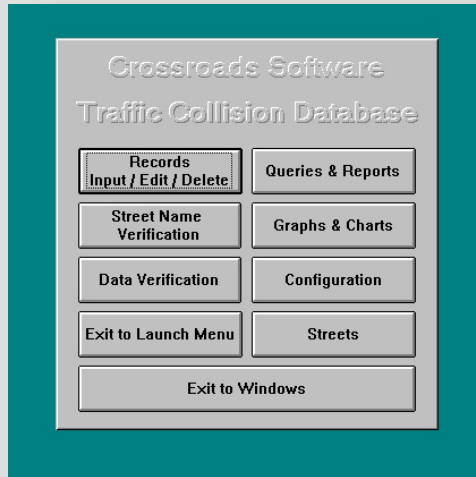 Crossroads Software
Traffic Collision Database
Records
Input / Edit / Delete
Queries & Reports
Street Name
Verification
Graphs & Charts
Data Verification
Configuration
Exit to Launch Menu
Streets
Exit to Windows